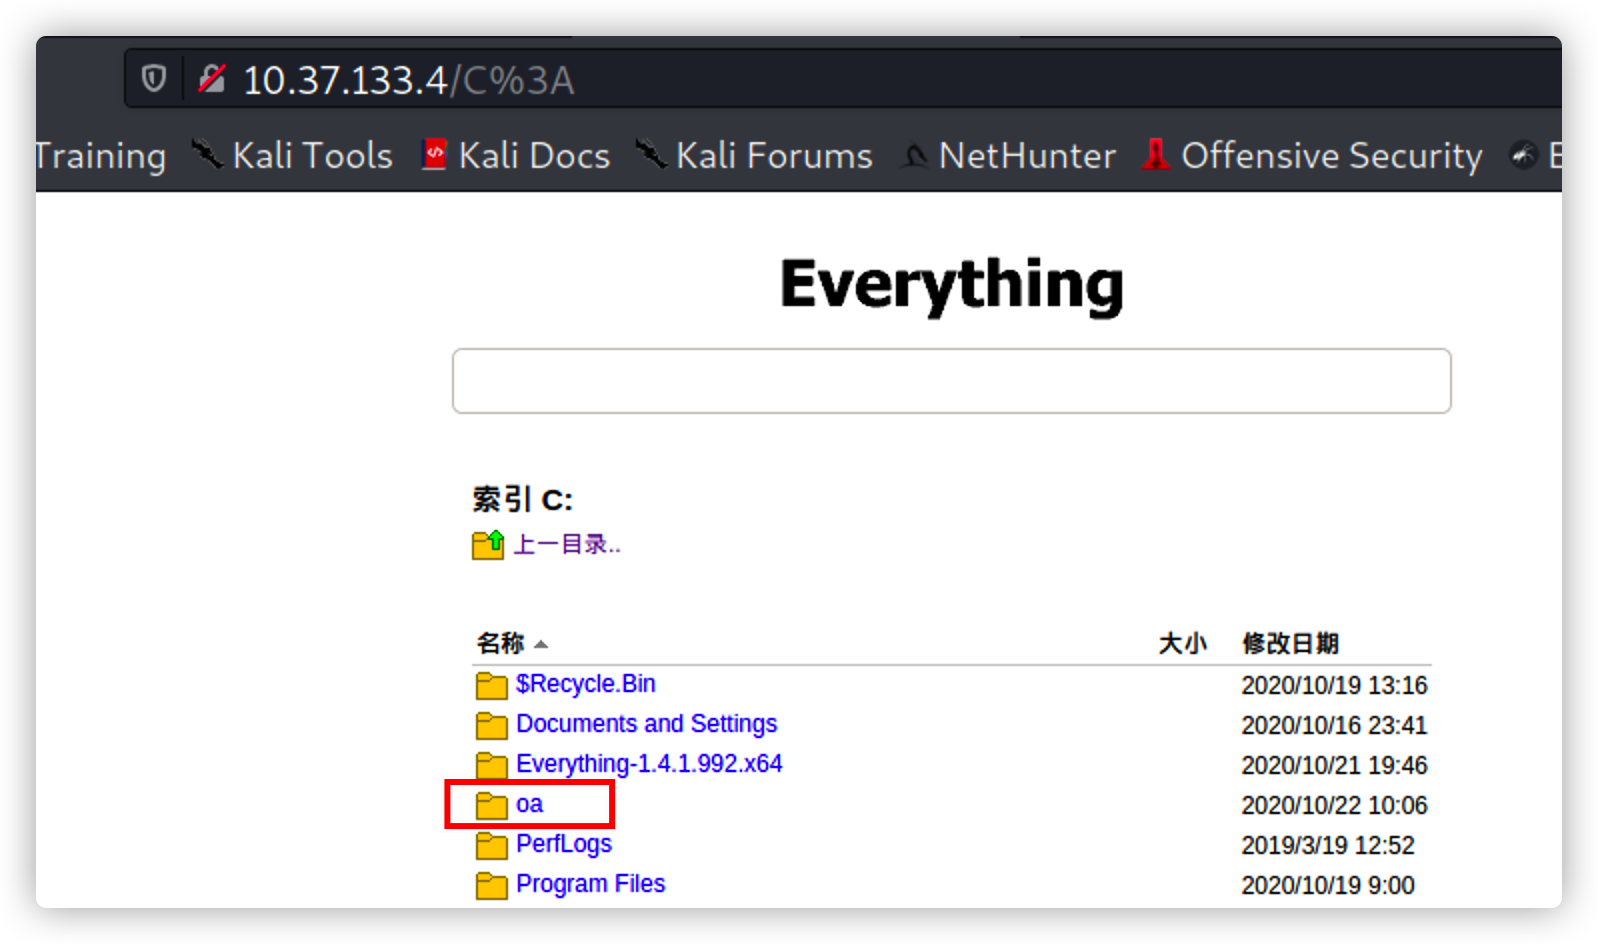 10.37.133.4/C%3A
Training Kali Tools Kali Docs Kali Forums NetHunter Offensive Security E
Everything
索引 C:
上一目录..
名称 大小 修改日期
$Recycle.Bin 2020/10/19 13:16
Documents and Settings 2020/10/16 23:41
Everything-1.4.1.992.x64 2020/10/21 19:46
oa 2020/10/22 10:06
PerfLogs 2019/3/19 12:52
Program Files 2020/10/19 9:00